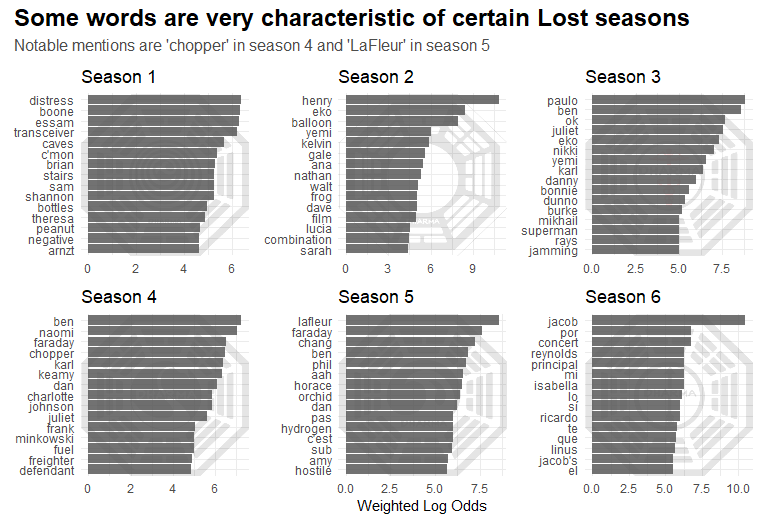 Some words are very characteristic of certain Lost seasons
Notable mentions are 'chopper' in season 4 and 'LaFleur' in season 5
Season 1
distress
boone
essam
transceiver
caves
c'mon
brian
stairs
sam
shannon
bottles
theresa
peanut
negative
arnzt
0 2 4 6
Season 2
henry
eko
balloon
yemi
kelvin
gale
ana
nathan
walt
frog
dave
film
lucia
combination
sarah
0 3 6 9
Season 3
paulo
ben
ok
juliet
eko
nikki
yemi
karl
danny
bonnie
dunno
burke
mikhail
superman
rays
jamming
0.0 2.5 5.0 7.5
Season 4
ben
naomi
faraday
chopper
karl
keamy
dan
charlotte
johnson
juliet
frank
minkowski
fuel
freighter
defendant
0 2 4 6
Season 5
lafleur
faraday
chang
ben
phil
aah
horace
orchid
dan
pas
hydrogen
c'est
sub
amy
hostile
0.0 2.5 5.0 7.5
Season 6
jacob
por
concert
reynolds
principal
mi
isabella
lo
sí
ricardo
te
que
linus
jacob's
el
0.0 2.5 5.0 7.5 10.0
Weighted Log Odds